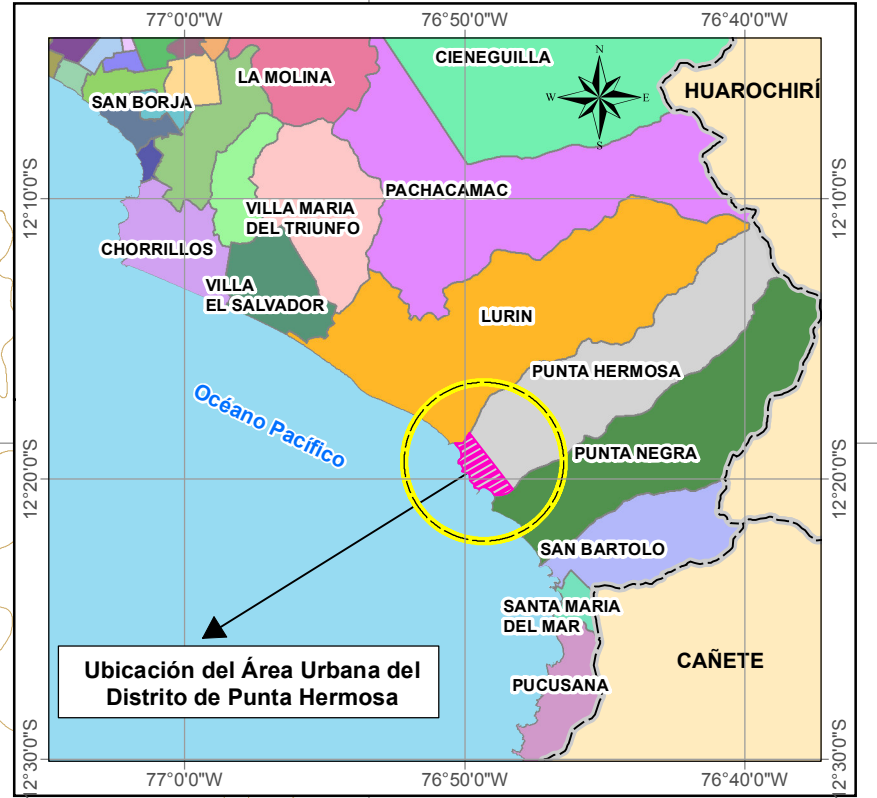 77°0'0"W
76°50'0"W
76°40'0"W
CIENEGUILLA
N
LA MOLINA
HUAROCHIRÍ
W
E
SAN BORJA
S
PACHACAMAC
12°10'0"S
12°10'0"S
VILLA MARIA
DEL TRIUNFO
CHORRILLOS
VILLA
EL SALVADOR
LURIN
PUNTA HERMOSA
Océano Pacífico
PUNTA NEGRA
12°20'0"S
12°20'0"S
SAN BARTOLO
SANTA MARIA
DEL MAR
Ubicación del Área Urbana del
Distrito de Punta Hermosa
CAÑETE
PUCUSANA
12°30'0"S
12°30'0"S
77°0'0"W
76°50'0"W
76°40'0"W